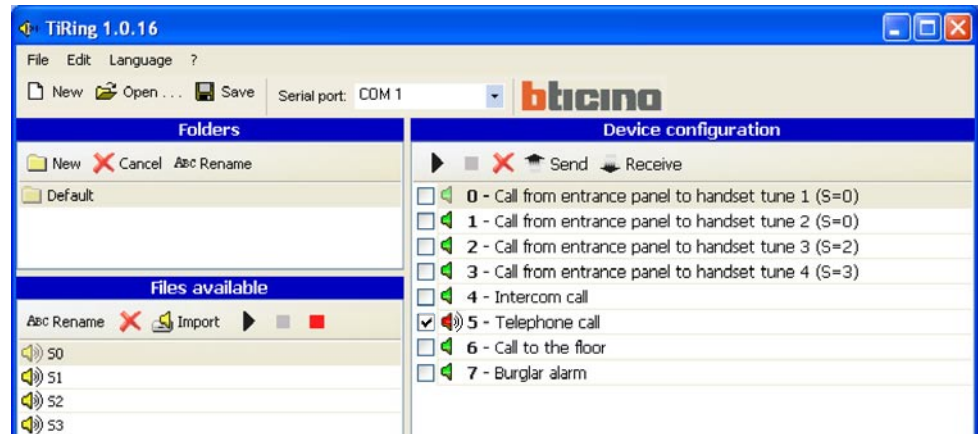 TiRing 1.0.16
File Edit Language ?
New Open ... Save Serial port: COM 1 bticino
Folders
New Cancel ABC Rename
Default
Files available
ABC Rename Import
S0
S1
S2
S3
Device configuration
Send Receive
0 - Call from entrance panel to handset tune 1 (S=0)
1 - Call from entrance panel to handset tune 2 (S=0)
2 - Call from entrance panel to handset tune 3 (S=2)
3 - Call from entrance panel to handset tune 4 (S=3)
4 - Intercom call
5 - Telephone call
6 - Call to the floor
7 - Burglar alarm